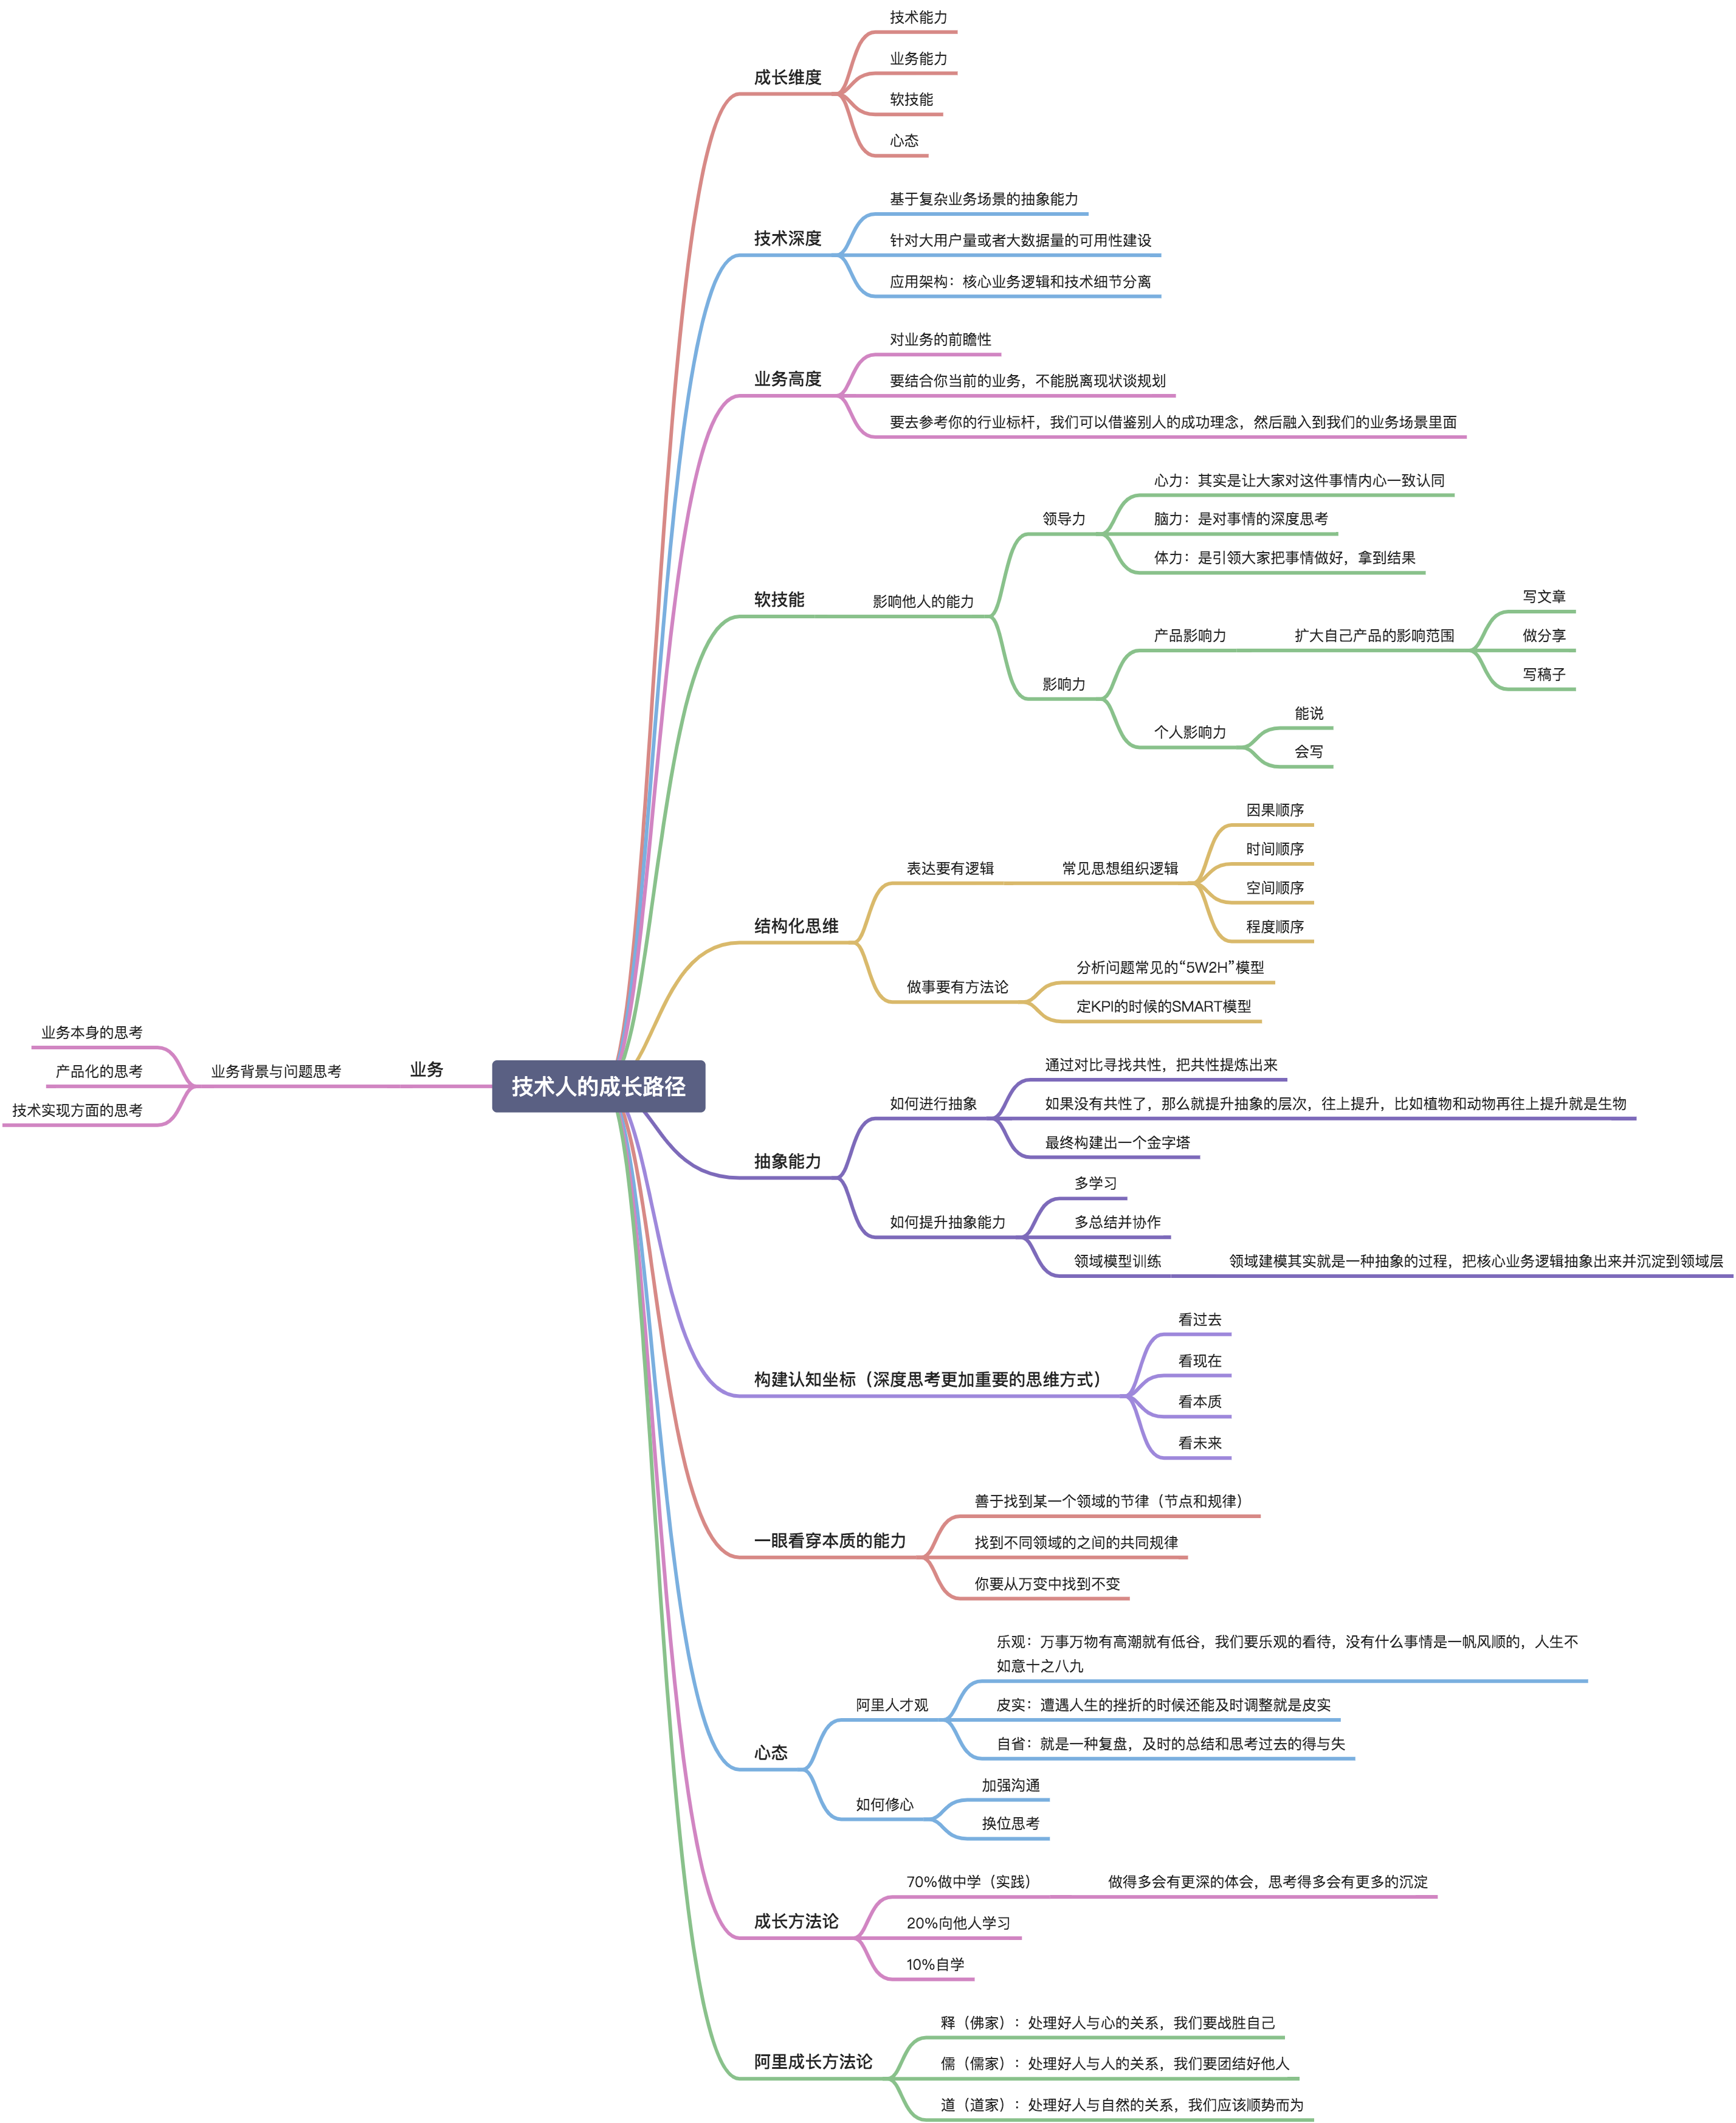 技术人的成长路径
成长维度
技术能力
业务能力
软技能
心态
技术深度
基于复杂业务场景的抽象能力
针对大用户量或者大数据量的可用性建设
应用架构：核心业务逻辑和技术细节分离
业务高度
对业务的前瞻性
要结合你当前的业务，不能脱离现状谈规划
要去参考你的行业标杆，我们可以借鉴别人的成功理念，然后融入到我们的业务场景里面
软技能
影响他人的能力
领导力
心力：其实是让大家对这件事情内心一致认同
脑力：是对事情的深度思考
体力：是引领大家把事情做好，拿到结果
影响力
产品影响力
扩大自己产品的影响范围
写文章
做分享
写稿子
个人影响力
能说
会写
结构化思维
表达要有逻辑
常见思想组织逻辑
因果顺序
时间顺序
空间顺序
程度顺序
做事要有方法论
分析问题常见的“5W2H”模型
定KPI的时候的SMART模型
抽象能力
如何进行抽象
通过对比寻找共性，把共性提炼出来
如果没有共性了，那么就提升抽象的层次，往上提升，比如植物和动物再往上提升就是生物
最终构建出一个金字塔
如何提升抽象能力
多学习
多总结并协作
领域模型训练
领域建模其实就是一种抽象的过程，把核心业务逻辑抽象出来并沉淀到领域层
构建认知坐标（深度思考更加重要的思维方式）
看过去
看现在
看本质
看未来
一眼看穿本质的能力
善于找到某一个领域的节律（节点和规律）
找到不同领域的之间的共同规律
你要从万变中找到不变
心态
阿里人才观
乐观：万事万物有高潮就有低谷，我们要乐观的看待，没有什么事情是一帆风顺的，人生不
如意十之八九
皮实：遭遇人生的挫折的时候还能及时调整就是皮实
自省：就是一种复盘，及时的总结和思考过去的得与失
如何修心
加强沟通
换位思考
成长方法论
70%做中学（实践）
做得多会有更深的体会，思考得多会有更多的沉淀
20%向他人学习
10%自学
阿里成长方法论
释（佛家）：处理好人与心的关系，我们要战胜自己
儒（儒家）：处理好人与人的关系，我们要团结好他人
道（道家）：处理好人与自然的关系，我们应该顺势而为
业务
业务背景与问题思考
业务本身的思考
产品化的思考
技术实现方面的思考